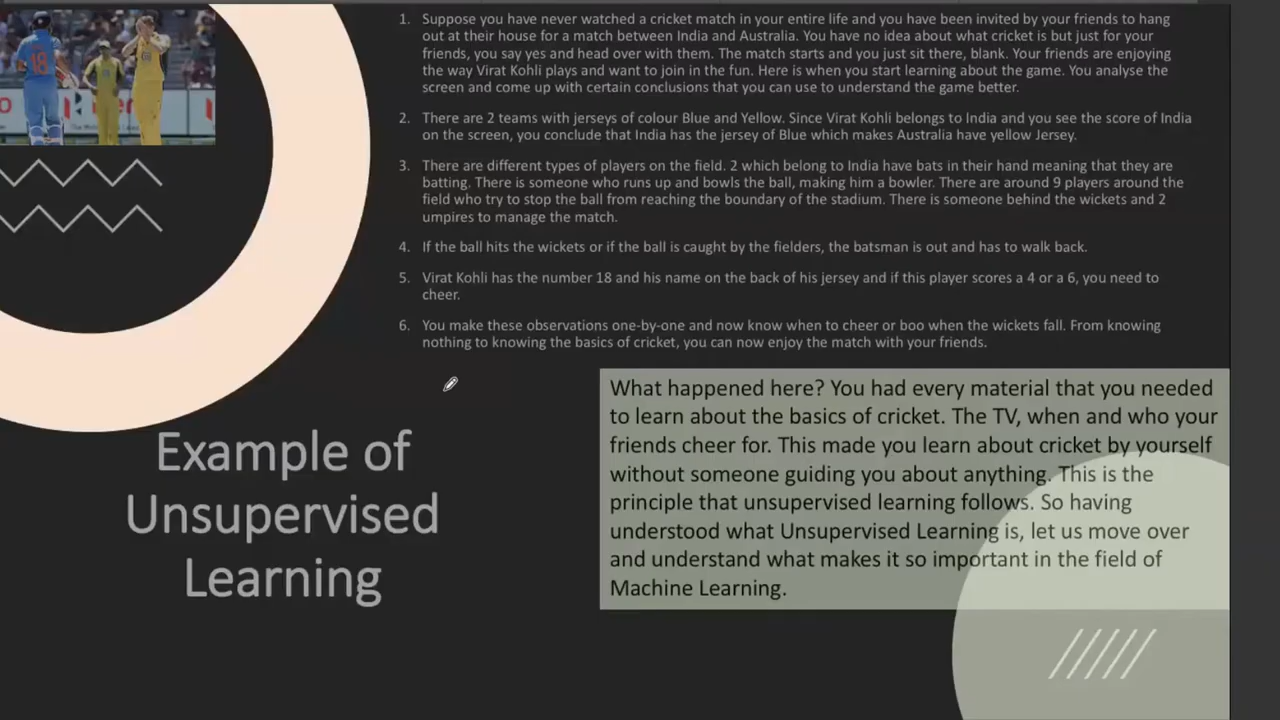 1. Suppose you have never watched a cricket match in your entire life and you have been invited by your friends to hang
out at their house for a match between India and Australia. You have no idea about what cricket is but just for your
friends, you say yes and head over with them. The match starts and you just sit there, blank. Your friends are enjoying
the way Virat Kohli plays and want to join in the fun. Here is when you start learning about the game. You analyse the
screen and come up with certain conclusions that you can use to understand the game better.
2. There are 2 teams with jerseys of colour Blue and Yellow. Since Virat Kohli belongs to India and you see the score of India
on the screen, you conclude that India has the jersey of Blue which makes Australia have yellow Jersey.
3. There are different types of players on the field. 2 which belong to India have bats in their hand meaning that they are
batting. There is someone who runs up and bowls the ball, making him a bowler. There are around 9 players around the
field who try to stop the ball from reaching the boundary of the stadium. There is someone behind the wickets and 2
umpires to manage the match.
4. If the ball hits the wickets or if the ball is caught by the fielders, the batsman is out and has to walk back.
5. Virat Kohli has the number 18 and his name on the back of his jersey and if this player scores a 4 or a 6, you need to
cheer.
6. You make these observations one-by-one and now know when to cheer or boo when the wickets fall. From knowing
nothing to knowing the basics of cricket, you can now enjoy the match with your friends.
18
Example of
Unsupervised
Learning
What happened here? You had every material that you needed
to learn about the basics of cricket. The TV, when and who your
friends cheer for. This made you learn about cricket by yourself
without someone guiding you about anything. This is the
principle that unsupervised learning follows. So having
understood what Unsupervised Learning is, let us move over
and understand what makes it so important in the field of
Machine Learning.